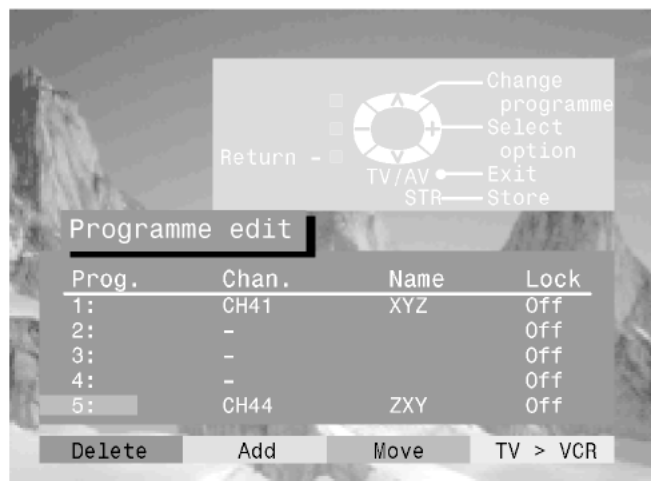 Change
programme
Select
option
Return -
TV/AV
Exit
STR
Store
Programme edit
Prog. Chan. Name Lock
1: CH41 XYZ Off
2: - Off
3: - Off
4: - Off
5: CH44 ZXY Off
Delete Add Move TV > VCR